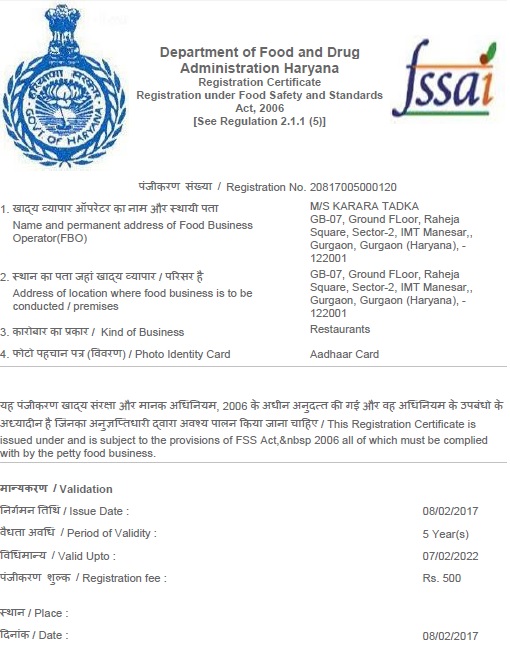 हरियाणा सरकार
GOVT OF HARYANA
fssai
Department of Food and Drug
Administration Haryana
Registration Certificate
Registration under Food Safety and Standards
Act, 2006
[See Regulation 2.1.1 (5)]
पंजीकरण संख्या / Registration No. 20817005000120
1. खाद्य व्यापार ऑपरेटर का नाम और स्थायी पता
Name and permanent address of Food Business
Operator(FBO)
M/S KARARA TADKA
GB-07, Ground FLoor, Raheja
Square, Sector-2, IMT Manesar,,
Gurgaon, Gurgaon (Haryana), -
122001
2. स्थान का पता जहां खाद्य व्यापार / परिसर है
Address of location where food business is to be
conducted / premises
GB-07, Ground FLoor, Raheja
Square, Sector-2, IMT Manesar,,
Gurgaon, Gurgaon (Haryana), -
122001
3. कारोबार का प्रकार / Kind of Business
Restaurants
4. फोटो पहचान पत्र (विवरण) / Photo Identity Card
Aadhaar Card
यह पंजीकरण खाद्य संरक्षा और मानक अधिनियम, 2006 के अधीन अनुदत्त की गई और वह अधिनियम के उपबंधो के
अध्यादीन है जिनका अनुज्ञप्तिधारी द्वारा अवश्य पालन किया जाना चाहिए / This Registration Certificate is
issued under and is subject to the provisions of FSS Act,&nbsp 2006 all of which must be complied
with by the petty food business.
मान्यकरण / Validation
निर्गमन तिथि / Issue Date :
08/02/2017
वैधता अवधि / Period of Validity :
5 Year(s)
विधिमान्य / Valid Upto :
07/02/2022
पंजीकरण शुल्क / Registration fee :
Rs. 500
स्थान / Place :
दिनांक / Date :
08/02/2017